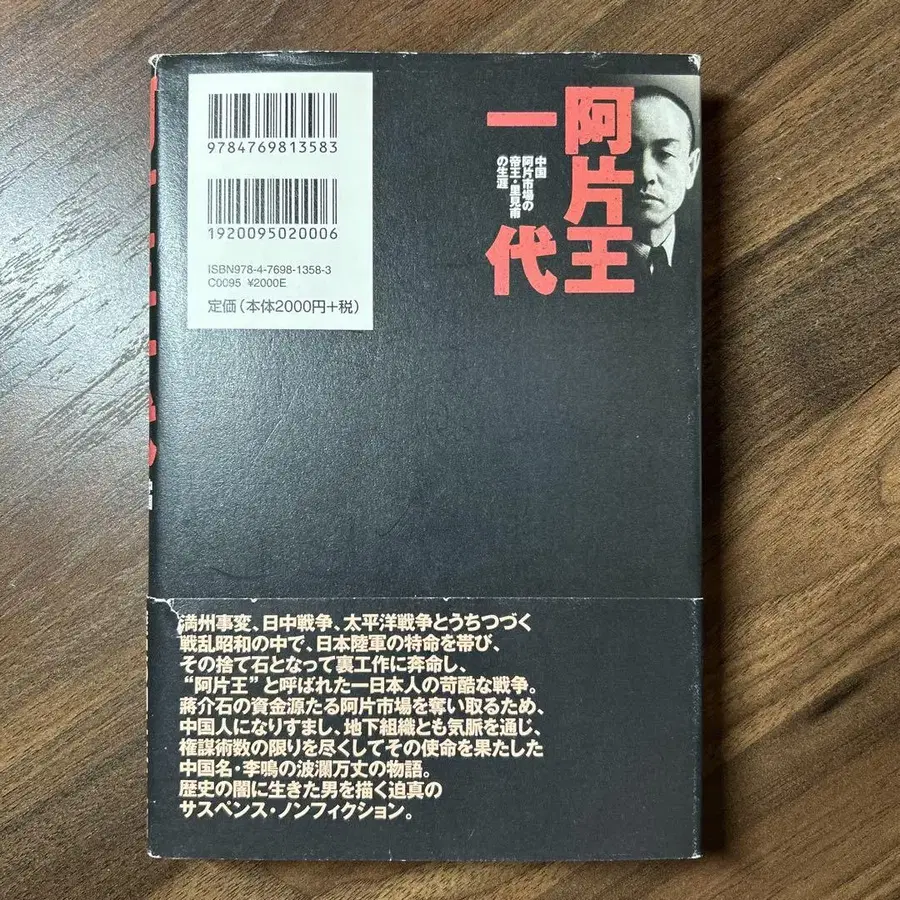 9784769813583
1920095020006
ISBN978-4-7698-1358-3
C0095 ¥2000E
定価(本体2000円+税)
阿片王
一代
中国
阿片市場の
帝王・里見甫
の生涯
満州事変、日中戦争、太平洋戦争とうちつづく
戦乱昭和の中で、日本陸軍の特命を帯び、
その捨て石となって裏工作に奔命し、
“阿片王”と呼ばれた一日本人の苛酷な戦争。
蔣介石の資金源たる阿片市場を奪い取るため、
中国人になりすまし、地下組織とも気脈を通じ、
権謀術数の限りを尽くしてその使命を果たした
中国名・李鳴の波瀾万丈の物語。
歴史の闇に生きた男を描く迫真の
サスペンス・ノンフィクション。